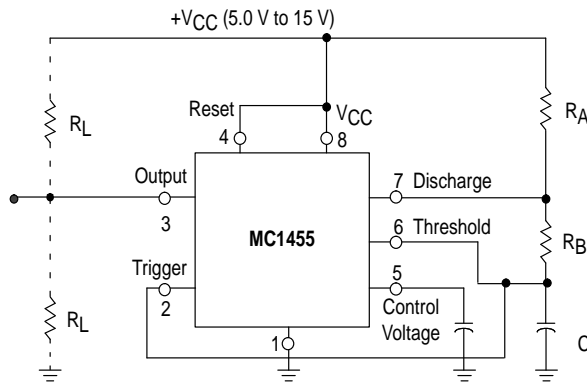 +VCC (5.0 V to 15 V)
Reset
VCC
4
8
RL
RA
Output
3
7 Discharge
6 Threshold
MC1455
RB
Trigger
2
5
Control
Voltage
RL
1
C